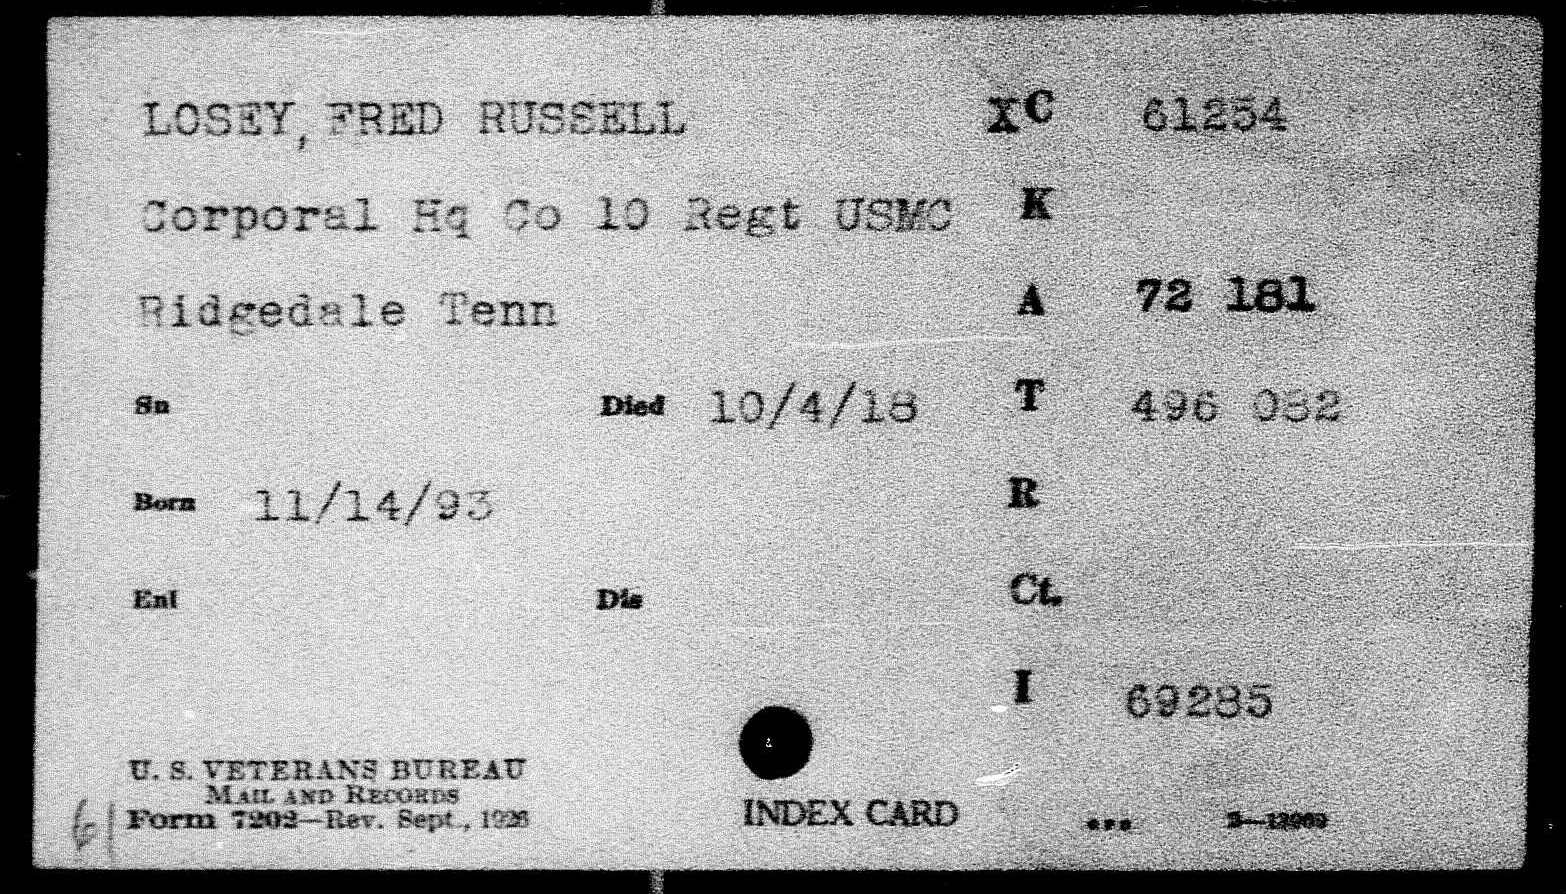 LOSEY, FRED RUSSELL XC 61254
Corporal Hq Co 10 Regt USMC K
Ridgedale Tenn A 72 181
Sn Died 10/4/18 T 496 082
Born 11/14/93 R
Enl Dis Ct.
I 69285
U. S. VETERANS BUREAU
MAIL AND RECORDS
Form 7202—Rev. Sept., 1926
INDEX CARD GPO